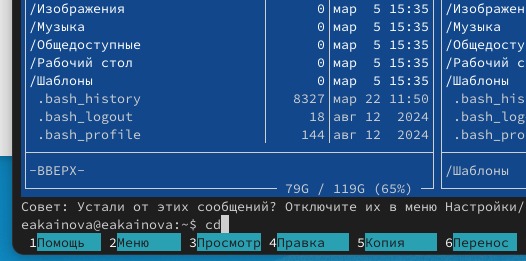 /Изображения 0 мар 5 15:35 /Изображен
/Музыка 0 мар 5 15:35 /Музыка
/Общедоступные 0 мар 5 15:35 /Общедосту
/Рабочий стол 0 мар 5 15:35 /Рабочий с
/Шаблоны 0 мар 5 15:35 /Шаблоны
.bash_history 8327 мар 22 11:50 .bash_his
.bash_logout 18 авг 12 2024 .bash_log
.bash_profile 144 авг 12 2024 .bash_pro
-ВВЕРХ- /Шаблоны
79G / 119G (65%)
Совет: Устали от этих сообщений? Отключите их в меню Настройки/
eakainova@eakainova:~$ cd
1Помощь 2Меню 3Просмотр 4Правка 5Копия 6Перенос